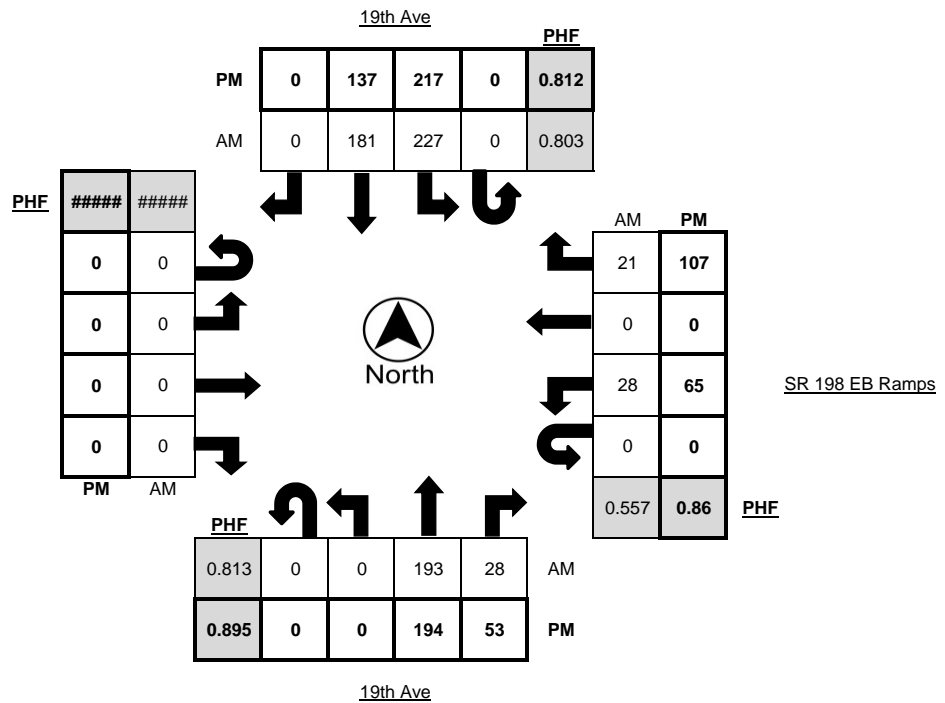 19th Ave
PHF
PM 0 137 217 0 0.812
AM 0 181 227 0 0.803
PHF ##### #####
0 0
0 0
0 0
0 0
PM AM
North
AM PM
21 107
0 0
28 65
0 0
0.557 0.86 PHF
SR 198 EB Ramps
PHF
0.813 0 0 193 28 AM
0.895 0 0 194 53 PM
19th Ave